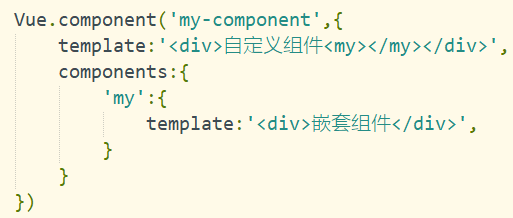 Vue.component('my-component',{
    template:'<div>自定义组件<my></my></div>',
    components:{
        'my':{
            template:'<div>嵌套组件</div>',
        }
    }
})